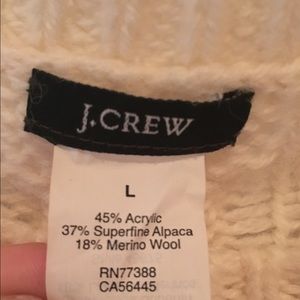 J.CREW
L
45% Acrylic
37% Superfine Alpaca
18% Merino Wool
RN77388
CA56445